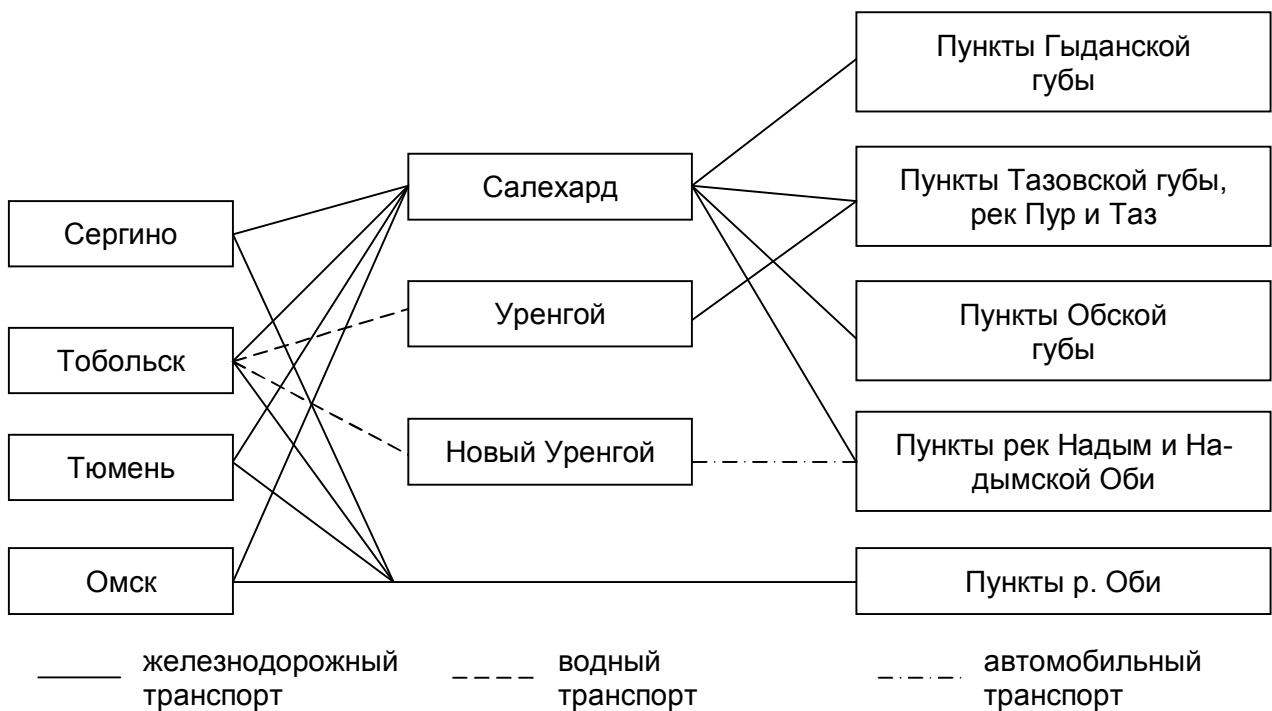 Пункты Гыданской
губы
Салехард
Пункты Тазовской губы,
рек Пур и Таз
Сергино
Уренгой
Пункты Обской
губы
Тобольск
Новый Уренгой
Пункты рек Надым и На-
дымской Оби
Тюмень
Омск
Пункты р. Оби
железнодорожный
транспорт
водный
транспорт
автомобильный
транспорт